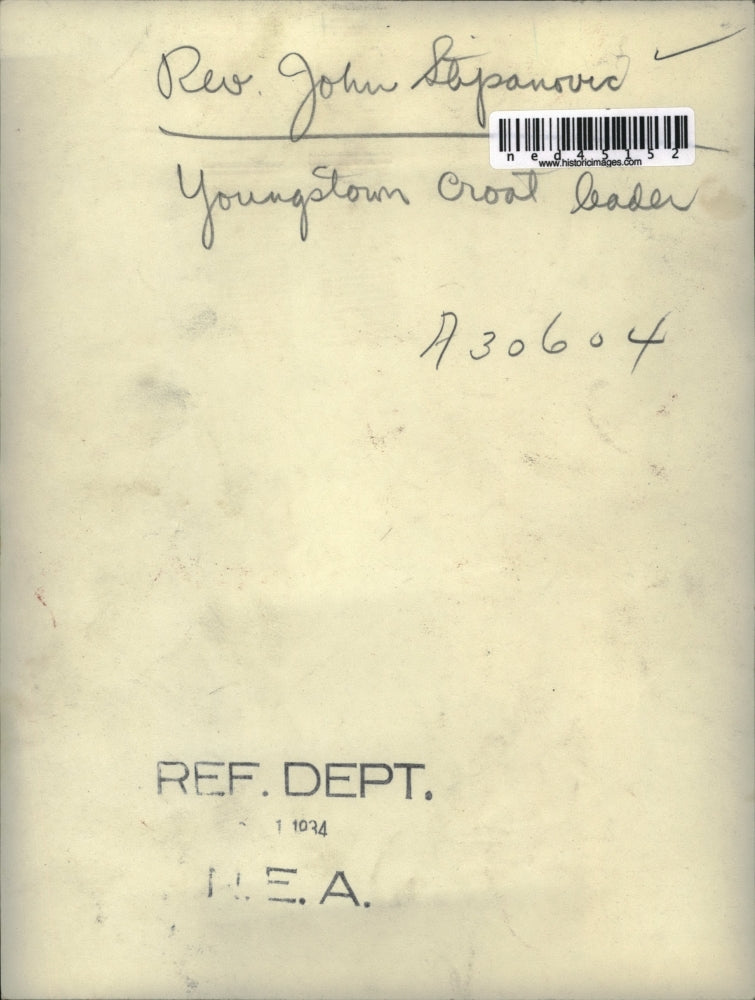 Rev. John Stipanovic
ned45152
www.historicimages.com
Youngstown Croat leader
A30604
REF. DEPT.
1 1934
N.E.A.